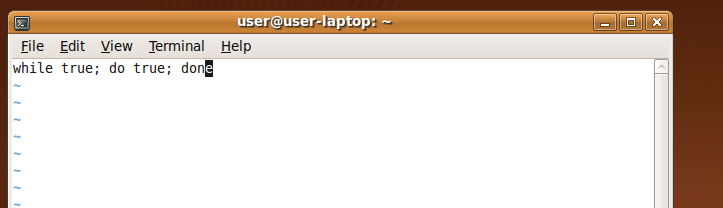 user@user-laptop: ~
File Edit View Terminal Help
while true; do true; done
~
~
~
~
~
~
~
~